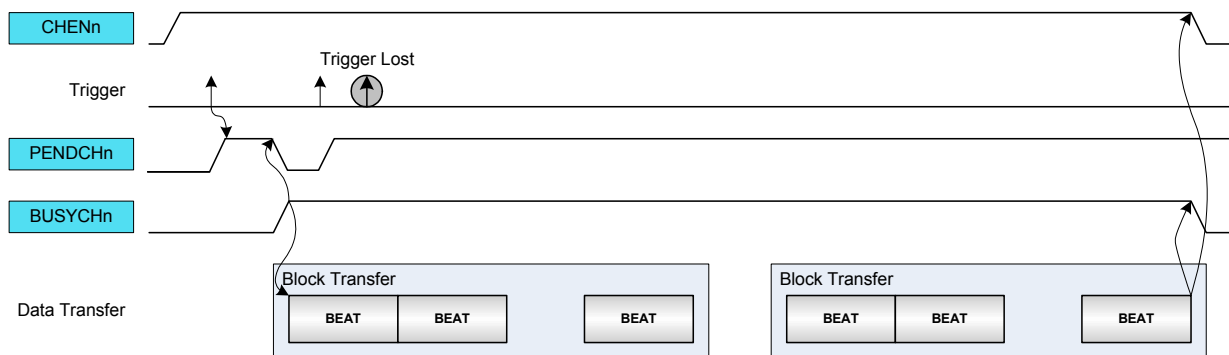 CHENn
Trigger Lost
Trigger
PENDCHn
BUSYCHn
Block Transfer
Block Transfer
Data Transfer
BEAT
BEAT
BEAT
BEAT
BEAT
BEAT